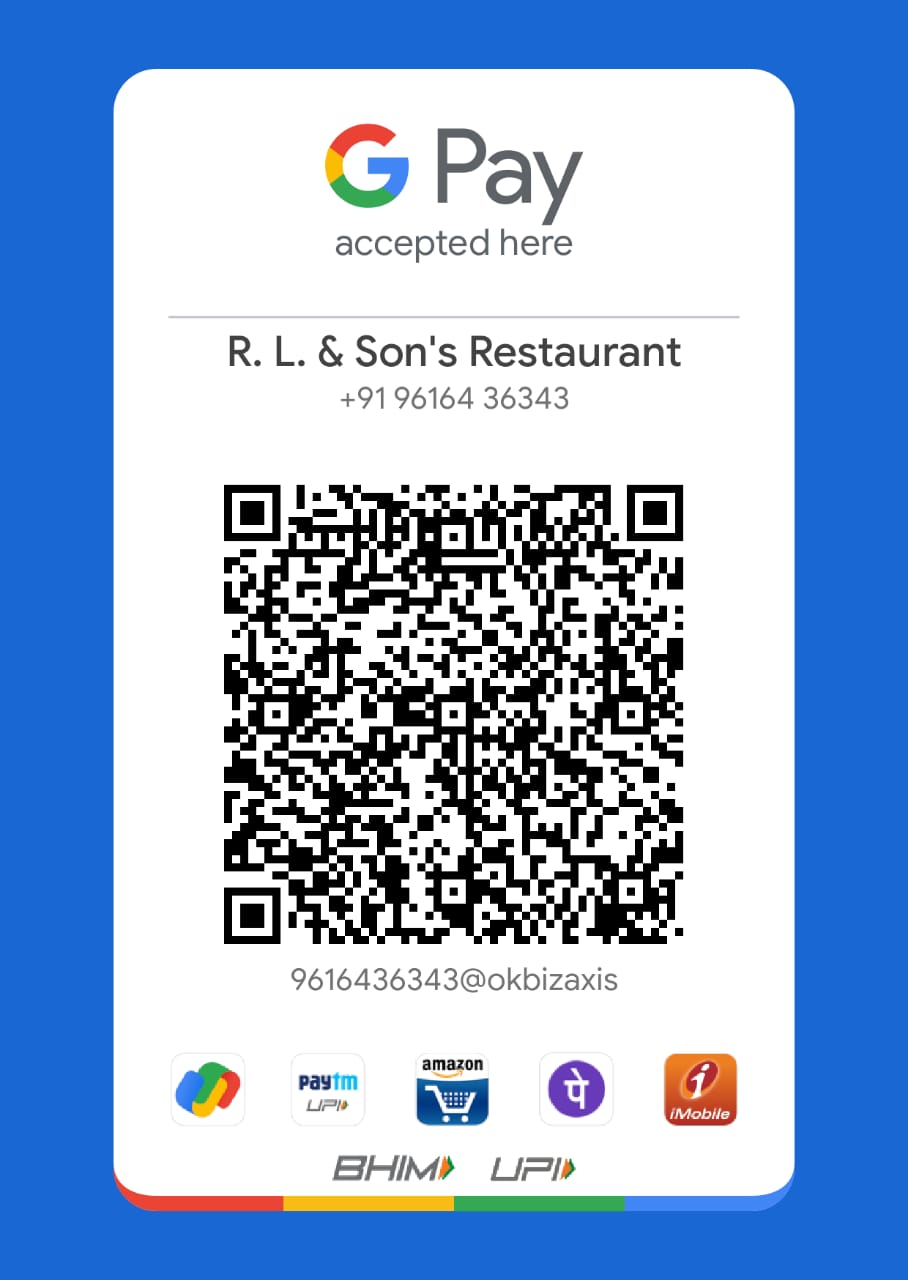 G Pay
accepted here
R. L. & Son's Restaurant
+91 96164 36343
9616436343@okbizaxis
paytm
UPI
amazon
पे
i
iMobile
BHIM UPI